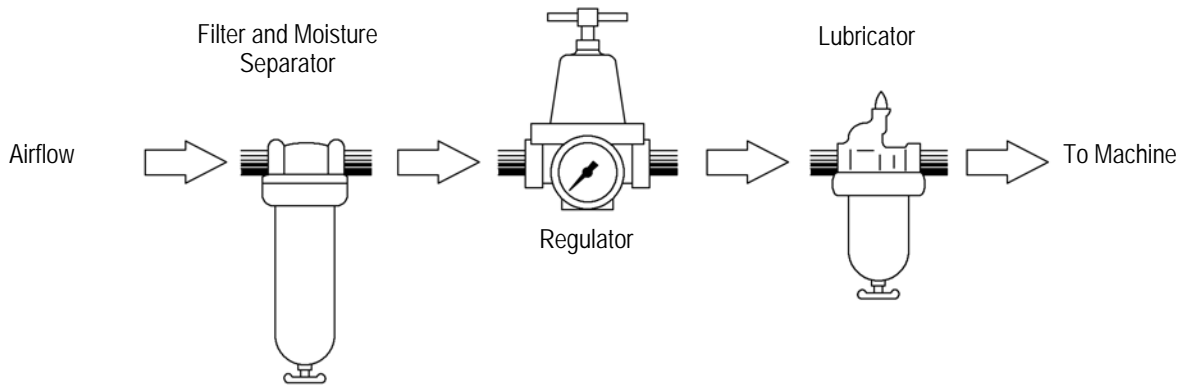 Filter and Moisture
Separator
Lubricator
Airflow
To Machine
Regulator